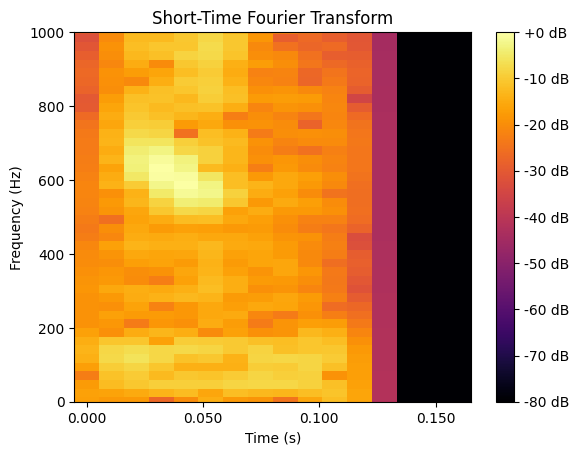 Short-Time Fourier Transform
1000
800
600
400
200
0
Frequency (Hz)
0.000
0.050
0.100
0.150
Time (s)
+0 dB
-10 dB
-20 dB
-30 dB
-40 dB
-50 dB
-60 dB
-70 dB
-80 dB